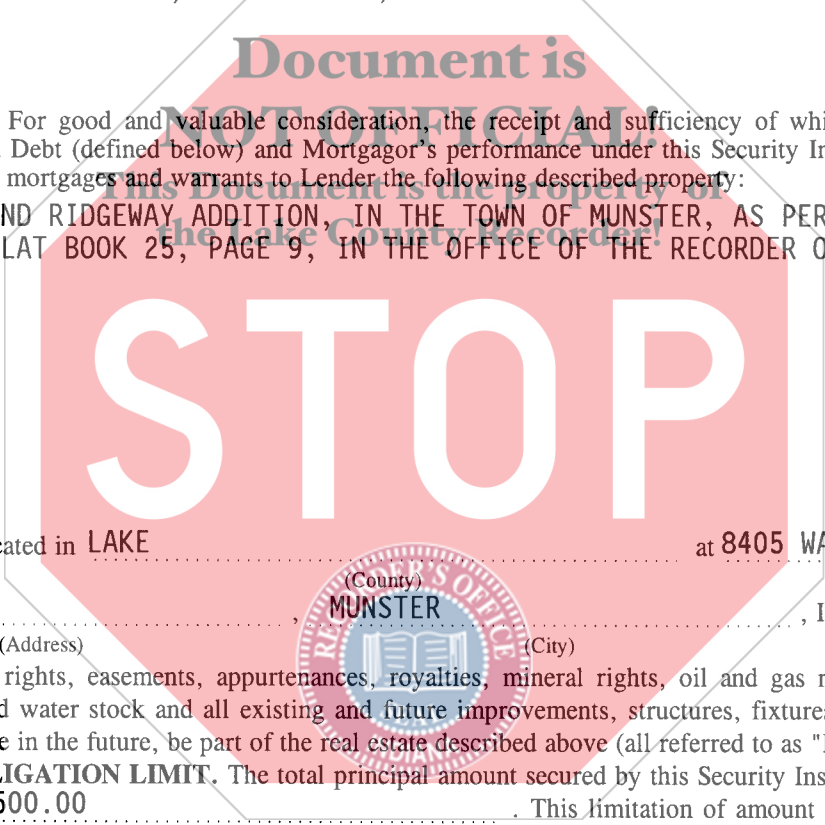 Document is
NOT OFFICIAL!
This Document is the property of
the Lake County Recorder!
For good and valuable consideration, the receipt and sufficiency of whi
Debt (defined below) and Mortgagor's performance under this Security In
mortgages and warrants to Lender the following described property:
ND RIDGEWAY ADDITION, IN THE TOWN OF MUNSTER, AS PER
LAT BOOK 25, PAGE 9, IN THE OFFICE OF THE RECORDER O
STOP
cated in LAKE at 8405 WA
(County)
RECORDER'S OFFICE
, MUNSTER , I
(Address) (City)
rights, easements, appurtenances, royalties, mineral rights, oil and gas r
d water stock and all existing and future improvements, structures, fixtures
e in the future, be part of the real estate described above (all referred to as "
LIGATION LIMIT. The total principal amount secured by this Security Ins
INDIANA
500.00 . This limitation of amount